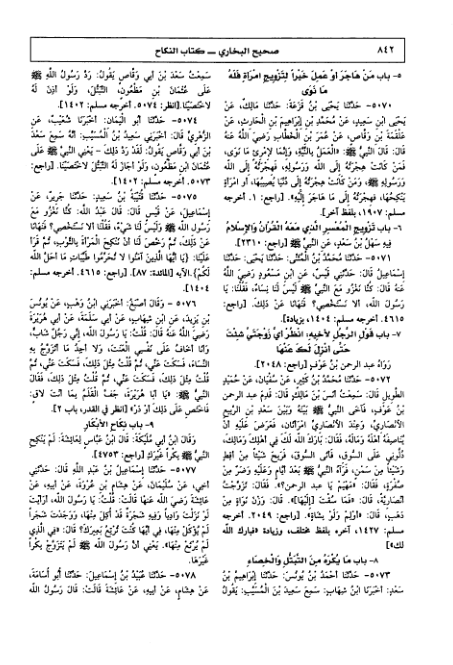 ٨٤٢
صحيح البخاري ـ كتاب النكاح
٥- باب مَنْ هَاجَرَ أَوْ عَمِلَ خَيْراً لِتَزْوِيجِ امْرَأَةٍ فَلَهُ
مَا نَوَى
٥٠٧٠- حَدَّثَنَا يَحْيَى بْنُ قَزَعَةَ: حَدَّثَنَا مَالِكٌ، عَنْ
يَحْيَى ابْنِ سَعِيدٍ، عَنْ مُحَمَّدِ بْنِ إِبْرَاهِيمَ بْنِ الْحَارِثِ، عَنْ
عَلْقَمَةَ بْنِ وَقَّاصٍ، عَنْ عُمَرَ بْنِ الْخَطَّابِ رَضِيَ اللَّهُ عَنْهُ
قَالَ: قَالَ النَّبِيُّ ﷺ: «الْعَمَلُ بِالنِّيَّةِ، وَإِنَّمَا لِامْرِئٍ مَا نَوَى،
فَمَنْ كَانَتْ هِجْرَتُهُ إِلَى اللَّهِ وَرَسُولِهِ، فَهِجْرَتُهُ إِلَى اللَّهِ
وَرَسُولِهِ ﷺ، وَمَنْ كَانَتْ هِجْرَتُهُ إِلَى دُنْيَا يُصِيبُهَا، أَوِ امْرَأَةٍ
يَنْكِحُهَا، فَهِجْرَتُهُ إِلَى مَا هَاجَرَ إِلَيْهِ». [راجع: ١. أخرجه
مسلم: ١٩٠٧، بلفظ آخر].
٦- باب تَزْوِيجِ الْمُعْسِرِ الَّذِي مَعَهُ الْقُرْآنُ وَالإِسْلَامُ
فِيهِ سَهْلُ بْنُ سَعْدٍ، عَنِ النَّبِيِّ ﷺ [راجع: ٢٣١٠].
٥٠٧١- حَدَّثَنَا مُحَمَّدُ بْنُ الْمُثَنَّى: حَدَّثَنَا يَحْيَى: حَدَّثَنَا
إِسْمَاعِيلُ قَالَ: حَدَّثَنِي قَيْسٌ، عَنِ ابْنِ مَسْعُودٍ رَضِيَ اللَّهُ
عَنْهُ قَالَ: كُنَّا نَغْزُو مَعَ النَّبِيِّ ﷺ لَيْسَ لَنَا نِسَاءٌ، فَقُلْنَا: يَا
رَسُولَ اللَّهِ، أَلَا نَسْتَخْصِي؟ فَنَهَانَا عَنْ ذَلِكَ. [راجع:
٤٦١٥. أخرجه مسلم: ١٤٠٤، بزيادة].
٧- باب قَوْلِ الرَّجُلِ لِأَخِيهِ: انْظُرْ أَيَّ زَوْجَتَيَّ شِئْتَ
حَتَّى أَنْزِلَ لَكَ عَنْهَا
رَوَاهُ عبد الرحمن بْنُ عَوْفٍ [راجع: ٢٠٤٨].
٥٠٧٢- حَدَّثَنَا مُحَمَّدُ بْنُ كَثِيرٍ، عَنْ سُفْيَانَ، عَنْ حُمَيْدٍ
الطَّوِيلِ قَالَ: سَمِعْتُ أَنَسَ بْنَ مَالِكٍ قَالَ: قَدِمَ عبد الرحمن
بْنُ عَوْفٍ، فَآخَى النَّبِيُّ ﷺ بَيْنَهُ وَبَيْنَ سَعْدِ بْنِ الرَّبِيعِ
الأَنْصَارِيِّ، وَعِنْدَ الأَنْصَارِيِّ امْرَأَتَانِ، فَعَرَضَ عَلَيْهِ أَنْ
يُنَاصِفَهُ أَهْلَهُ وَمَالَهُ، فَقَالَ: بَارَكَ اللَّهُ لَكَ فِي أَهْلِكَ وَمَالِكَ،
دُلُّونِي عَلَى السُّوقِ، فَأَتَى السُّوقَ، فَرَبِحَ شَيْئاً مِنْ أَقِطٍ
وَشَيْئاً مِنْ سَمْنٍ، فَرَآهُ النَّبِيُّ ﷺ بَعْدَ أَيَّامٍ وَعَلَيْهِ وَضَرٌ مِنْ
صُفْرَةٍ، فَقَالَ: «مَهْيَمْ يَا عبد الرحمن؟». فَقَالَ: تَزَوَّجْتُ
أَنْصَارِيَّةً، قَالَ: «فَمَا سُقْتَ [إِلَيْهَا]». قَالَ: وَزْنَ نَوَاةٍ مِنْ
ذَهَبٍ، قَالَ: «أَوْلِمْ وَلَوْ بِشَاةٍ». [راجع: ٢٠٤٩. أخرجه
مسلم: ١٤٢٧، آخره بلفظ مختلف، وزيادة «فبارك الله
لك»]
٨- باب مَا يُكْرَهُ مِنَ التَّبَتُّلِ وَالْخِصَاءِ
٥٠٧٣- حَدَّثَنَا أَحْمَدُ بْنُ يُونُسَ: حَدَّثَنَا إِبْرَاهِيمُ بْنُ
سَعْدٍ: أَخْبَرَنَا ابْنُ شِهَابٍ: سَمِعَ سَعِيدَ بْنَ الْمُسَيَّبِ: يَقُولُ
سَمِعْتُ سَعْدَ بْنَ أَبِي وَقَّاصٍ يَقُولُ: رَدَّ رَسُولُ اللَّهِ ﷺ
عَلَى عُثْمَانَ بْنِ مَظْعُونٍ، التَّبَتُّلَ، وَلَوْ أَذِنَ لَهُ
لَاخْتَصَيْنَا. [انظر: ٥٠٧٤. أخرجه مسلم: ١٤٠٢].
٥٠٧٤- حَدَّثَنَا أَبُو الْيَمَانِ: أَخْبَرَنَا شُعَيْبٌ، عَنِ
الزُّهْرِيِّ قَالَ: أَخْبَرَنِي سَعِيدُ بْنُ الْمُسَيَّبِ: أَنَّهُ سَمِعَ سَعْدَ
بْنَ أَبِي وَقَّاصٍ يَقُولُ: لَقَدْ رَدَّ ذَلِكَ - يَعْنِي النَّبِيَّ ﷺ عَلَى
عُثْمَانَ ابْنِ مَظْعُونٍ، وَلَوْ أَجَازَ لَهُ التَّبَتُّلَ لَاخْتَصَيْنَا. [راجع:
٥٠٧٣. أخرجه مسلم: ١٤٠٢].
٥٠٧٥- حَدَّثَنَا قُتَيْبَةُ بْنُ سَعِيدٍ: حَدَّثَنَا جَرِيرٌ، عَنْ
إِسْمَاعِيلَ، عَنْ قَيْسٍ قَالَ: قَالَ عَبْدُ اللَّهِ: كُنَّا نَغْزُو مَعَ
رَسُولِ اللَّهِ ﷺ وَلَيْسَ لَنَا شَيْءٌ، فَقُلْنَا أَلَا نَسْتَخْصِي؟ فَنَهَانَا
عَنْ ذَلِكَ، ثُمَّ رَخَّصَ لَنَا أَنْ نَنْكِحَ الْمَرْأَةَ بِالثَّوْبِ، ثُمَّ قَرَأَ
عَلَيْنَا: ﴿يَا أَيُّهَا الَّذِينَ آمَنُوا لَا تُحَرِّمُوا طَيِّبَاتِ مَا أَحَلَّ اللَّهُ
لَكُمْ﴾ الآية [المائدة: ٨٧]. [راجع: ٤٦١٥. أخرجه مسلم:
١٤٠٤].
٥٠٧٦- وَقَالَ أَصْبَغُ: أَخْبَرَنِي ابْنُ وَهْبٍ، عَنْ يُونُسَ
بْنِ يَزِيدَ، عَنِ ابْنِ شِهَابٍ، عَنْ أَبِي سَلَمَةَ، عَنْ أَبِي هُرَيْرَةَ
رَضِيَ اللَّهُ عَنْهُ قَالَ: قُلْتُ: يَا رَسُولَ اللَّهِ، إِنِّي رَجُلٌ شَابٌّ،
وَأَنَا أَخَافُ عَلَى نَفْسِي الْعَنَتَ، وَلَا أَجِدُ مَا أَتَزَوَّجُ بِهِ
النِّسَاءَ، فَسَكَتَ عَنِّي، ثُمَّ قُلْتُ مِثْلَ ذَلِكَ، فَسَكَتَ عَنِّي، ثُمَّ
قُلْتُ مِثْلَ ذَلِكَ، فَسَكَتَ عَنِّي، ثُمَّ قُلْتُ مِثْلَ ذَلِكَ، فَقَالَ
النَّبِيُّ ﷺ: «يَا أَبَا هُرَيْرَةَ، جَفَّ الْقَلَمُ بِمَا أَنْتَ لَاقٍ،
فَاخْتَصِ عَلَى ذَلِكَ أَوْ ذَرْ» [انظر في القدر، باب ٢].
٩- باب نِكَاحِ الأَبْكَارِ
وَقَالَ ابْنُ أَبِي مُلَيْكَةَ: قَالَ ابْنُ عَبَّاسٍ لِعَائِشَةَ: لَمْ يَنْكِحِ
النَّبِيُّ ﷺ بِكْراً غَيْرَكِ [راجع: ٤٧٥٣].
٥٠٧٧- حَدَّثَنَا إِسْمَاعِيلُ بْنُ عَبْدِ اللَّهِ قَالَ: حَدَّثَنِي
أَخِي، عَنْ سُلَيْمَانَ، عَنْ هِشَامِ بْنِ عُرْوَةَ، عَنْ أَبِيهِ، عَنْ
عَائِشَةَ رَضِيَ اللَّهُ عَنْهَا قَالَتْ: قُلْتُ: يَا رَسُولَ اللَّهِ، أَرَأَيْتَ
لَوْ نَزَلْتَ وَادِياً وَفِيهِ شَجَرَةٌ قَدْ أُكِلَ مِنْهَا، وَوَجَدْتَ شَجَراً
لَمْ يُؤْكَلْ مِنْهَا، فِي أَيِّهَا كُنْتَ تُرْتِعُ بَعِيرَكَ؟ قَالَ: «فِي الَّذِي
لَمْ يُرْتَعْ مِنْهَا». يَعْنِي أَنَّ رَسُولَ اللَّهِ ﷺ لَمْ يَتَزَوَّجْ بِكْراً
غَيْرَهَا.
٥٠٧٨- حَدَّثَنَا عُبَيْدُ بْنُ إِسْمَاعِيلَ: حَدَّثَنَا أَبُو أُسَامَةَ،
عَنْ هِشَامٍ، عَنْ أَبِيهِ، عَنْ عَائِشَةَ قَالَتْ: قَالَ رَسُولُ اللَّهِ